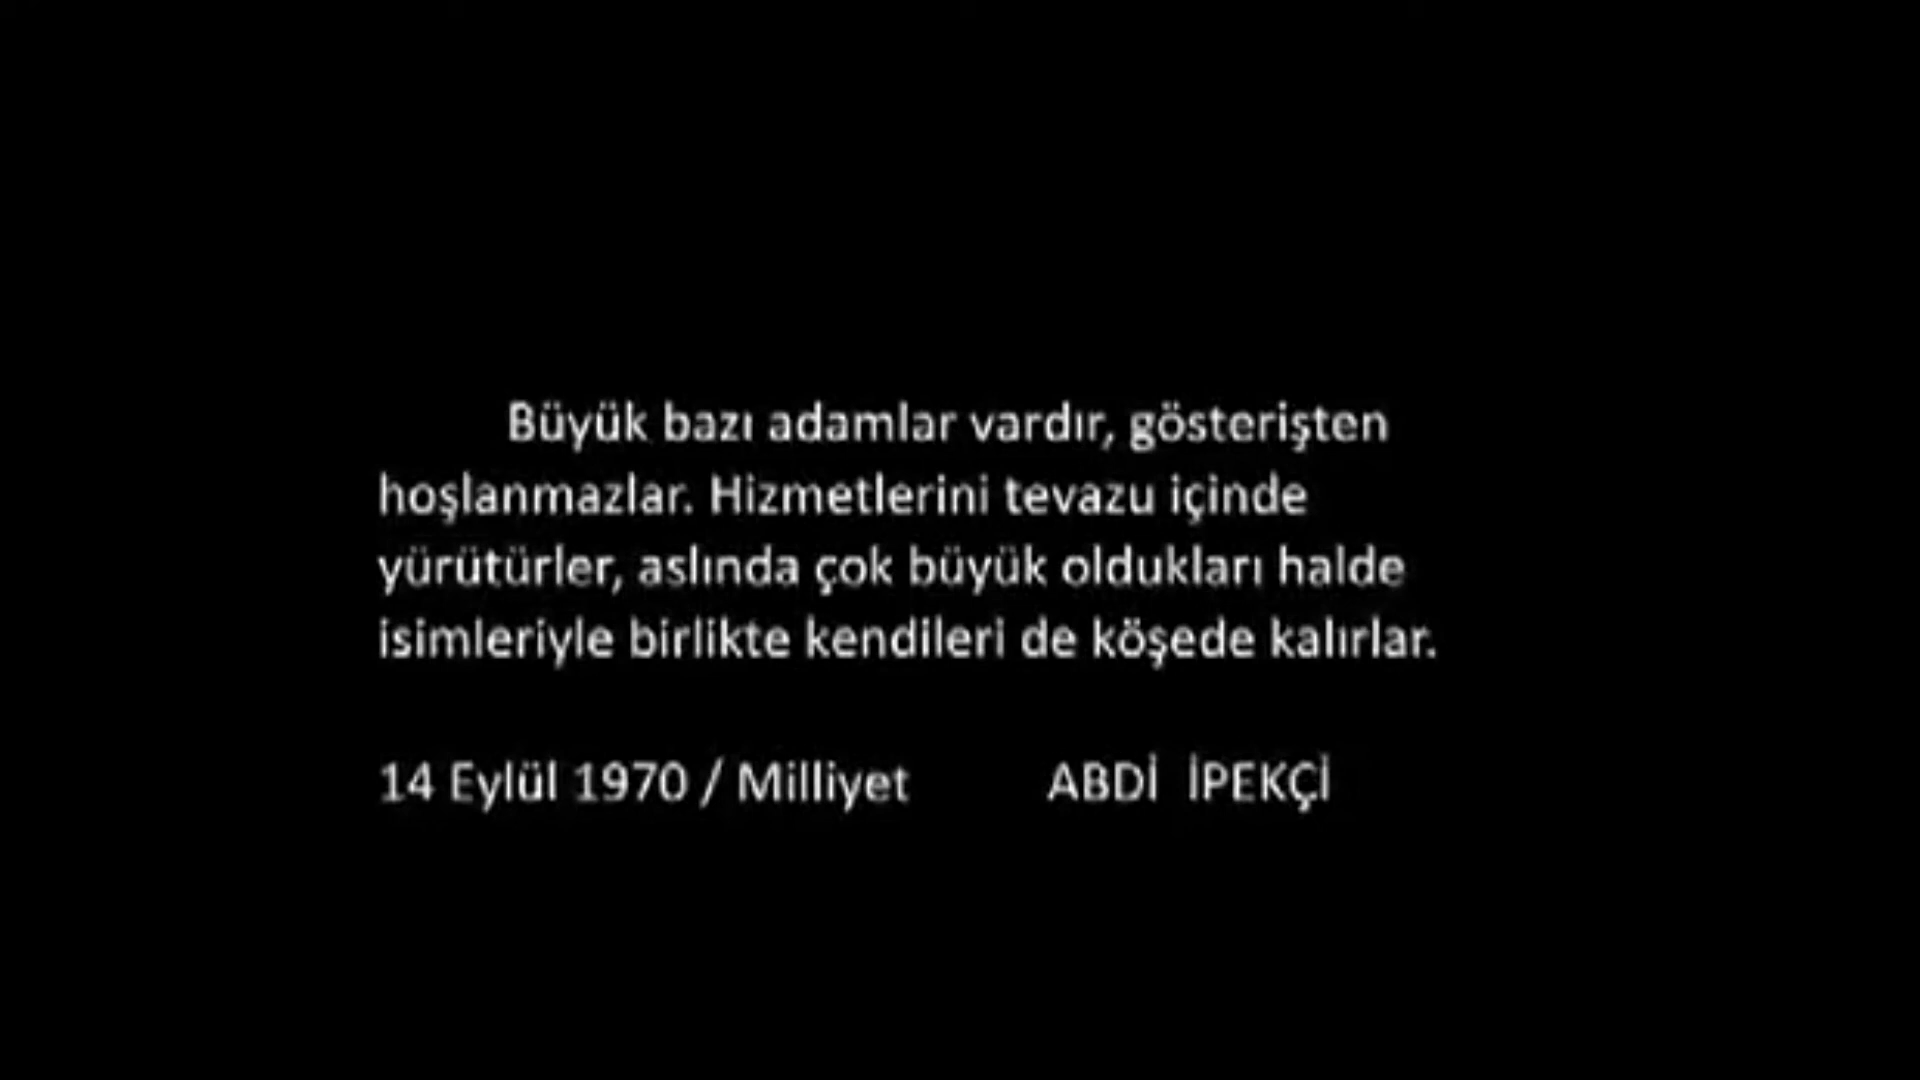 Büyük bazı adamlar vardır, gösterişten
hoşlanmazlar. Hizmetlerini tevazu içinde
yürütürler, aslında çok büyük oldukları halde
isimleriyle birlikte kendileri de köşede kalırlar.
14 Eylül 1970 / Milliyet ABDİ İPEKÇİ